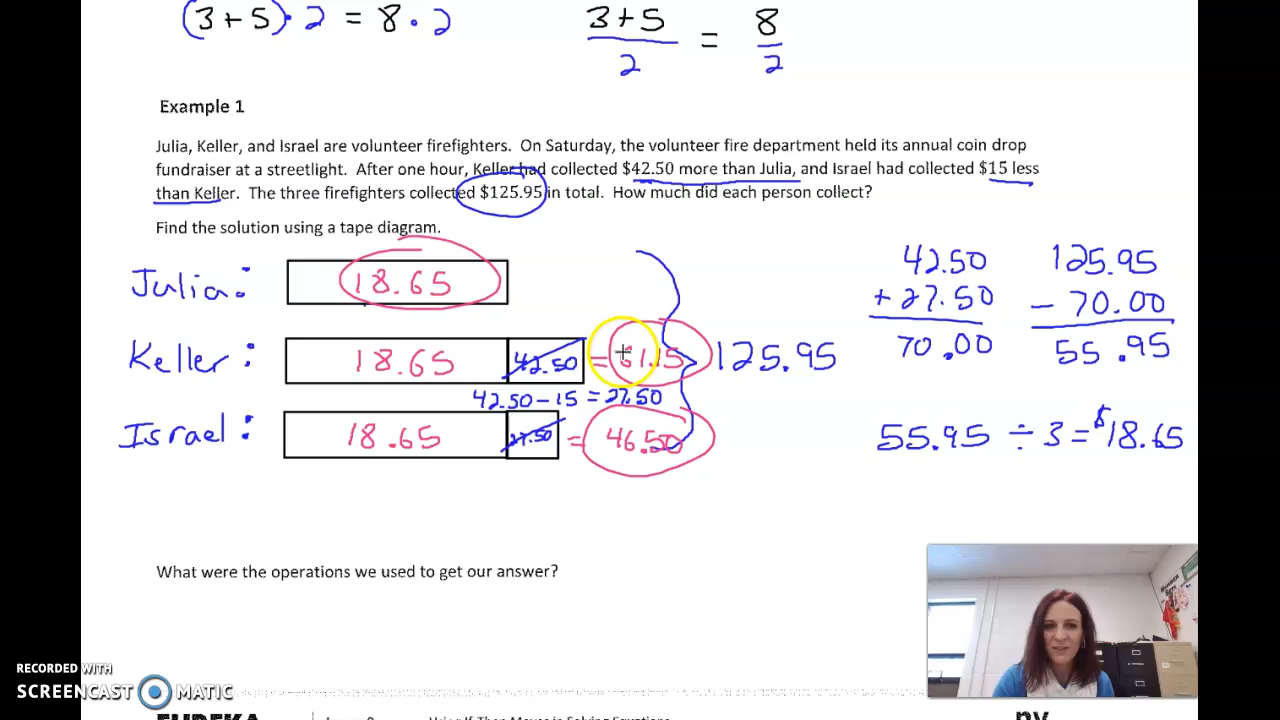 (3+5)·2 = 8·2
3+5 = 8
2 2
Example 1
Julia, Keller, and Israel are volunteer firefighters. On Saturday, the volunteer fire department held its annual coin drop
fundraiser at a streetlight. After one hour, Keller had collected $42.50 more than Julia, and Israel had collected $15 less
than Keller. The three firefighters collected $125.95 in total. How much did each person collect?
Find the solution using a tape diagram.
Julia: 18.65
Keller: 18.65 42.50 = 61.15 125.95
42.50-15 = 27.50
Israel: 18.65 27.50 = 46.50
42.50
+ 27.50
70.00
125.95
- 70.00
55.95
55.95 ÷ 3 = $18.65
What were the operations we used to get our answer?
RECORDED WITH
SCREENCAST MATIC